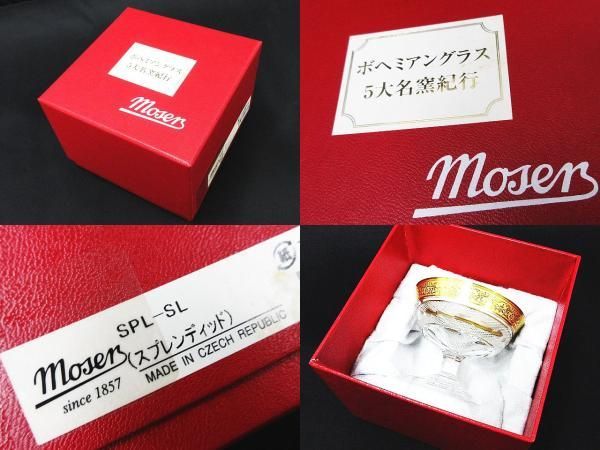 ボヘミアングラス
5大名窯紀行
moser
ボヘミアングラス
5大名窯紀行
moser
紙
SPL-SL
moser (スプレンディッド)
since 1857 MADE IN CZECH REPUBLIC